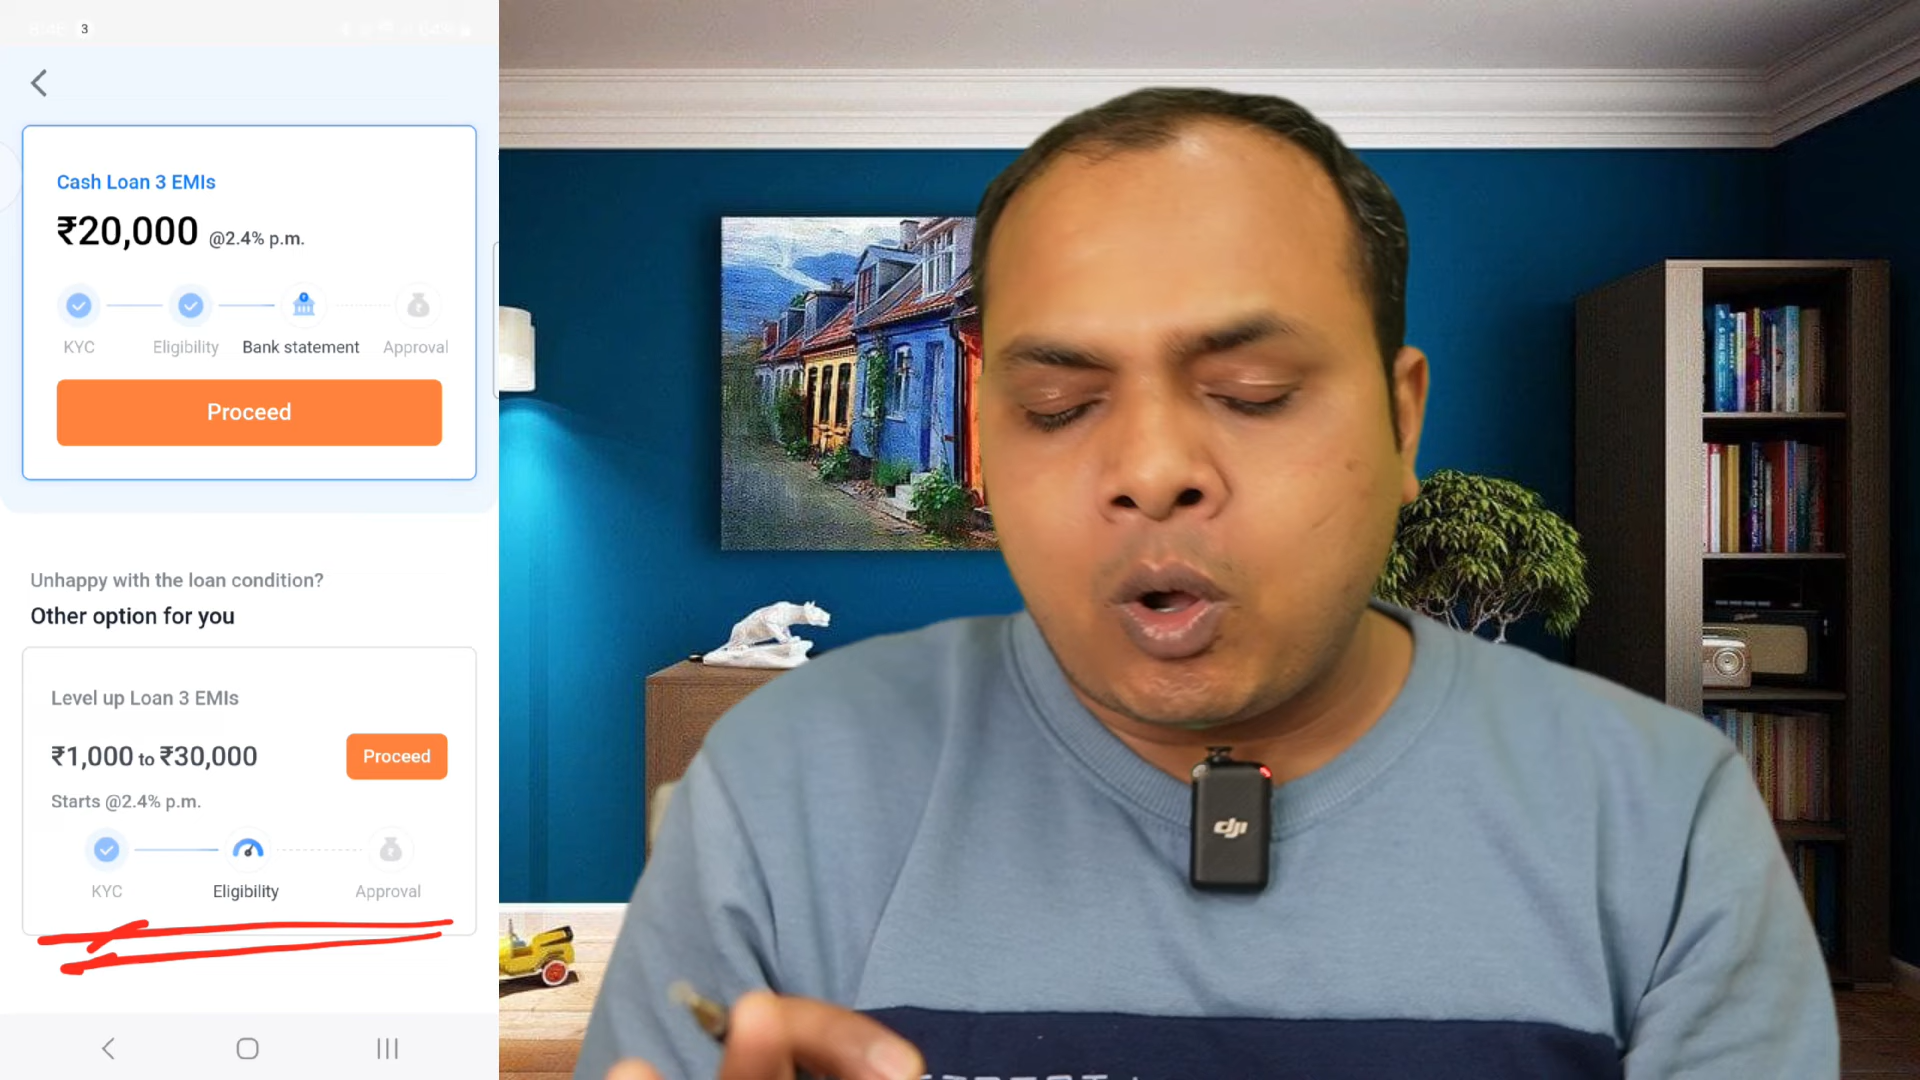 3
Cash Loan 3 EMIs
₹20,000 @2.4% p.m.
KYC Eligibility Bank statement Approval
Proceed
Unhappy with the loan condition?
Other option for you
Level up Loan 3 EMIs
₹1,000 to ₹30,000 Proceed
Starts @2.4% p.m.
KYC Eligibility Approval
dji